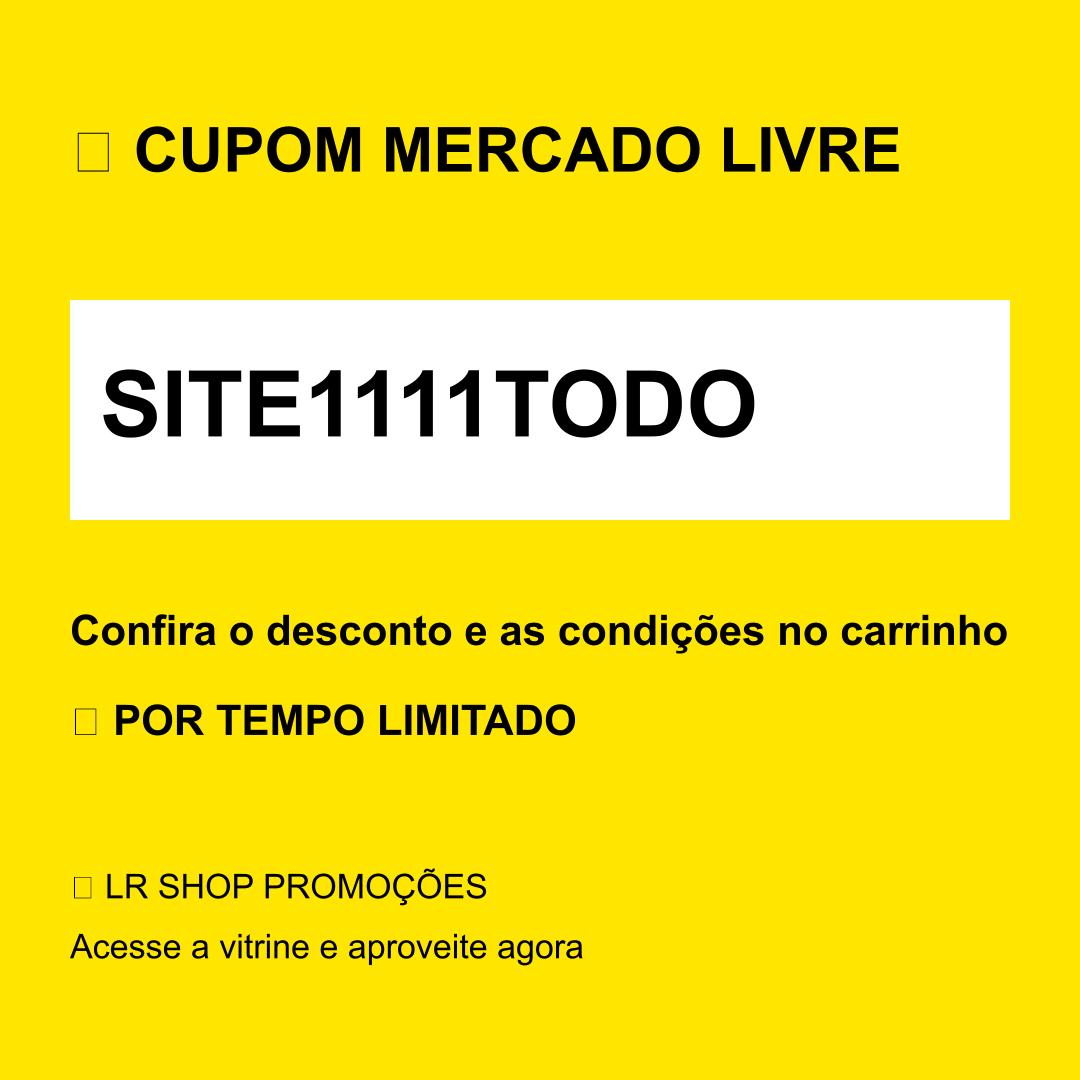 CUPOM MERCADO LIVRE
SITE1111TODO
Confira o desconto e as condições no carrinho
POR TEMPO LIMITADO
LR SHOP PROMOÇÕES
Acesse a vitrine e aproveite agora